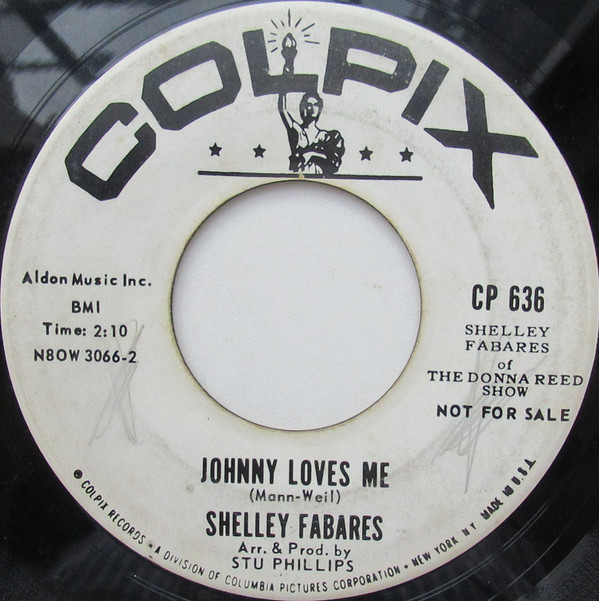 COLPIX
Aldon Music Inc.
BMI
Time: 2:10
N8OW 3066-2
CP 636
SHELLEY
FABARES
of
THE DONNA REED
SHOW
NOT FOR SALE
JOHNNY LOVES ME
(Mann-Weil)
SHELLEY FABARES
Arr. & Prod. by
STU PHILLIPS
© COLPIX RECORDS • A DIVISION OF COLUMBIA PICTURES CORPORATION • NEW YORK N.Y. MADE IN U.S.A.